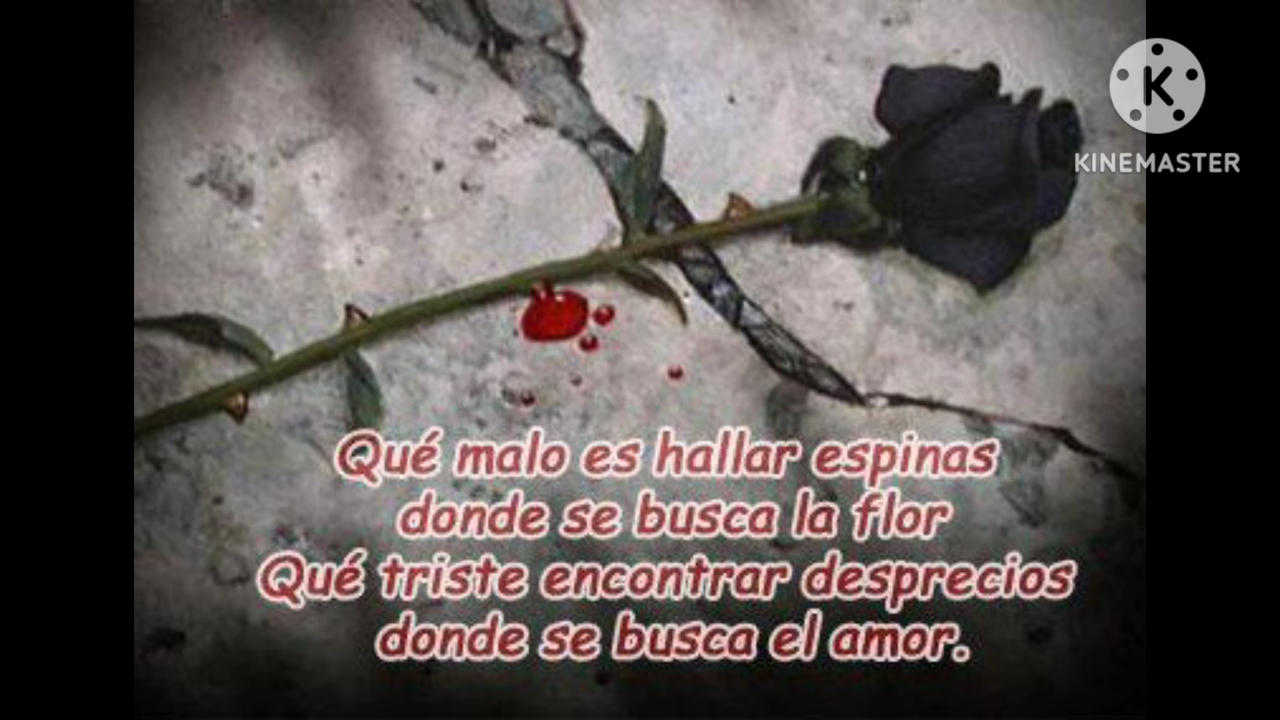 KINEMASTER
Qué malo es hallar espinas
donde se busca la flor
Qué triste encontrar desprecios
donde se busca el amor.